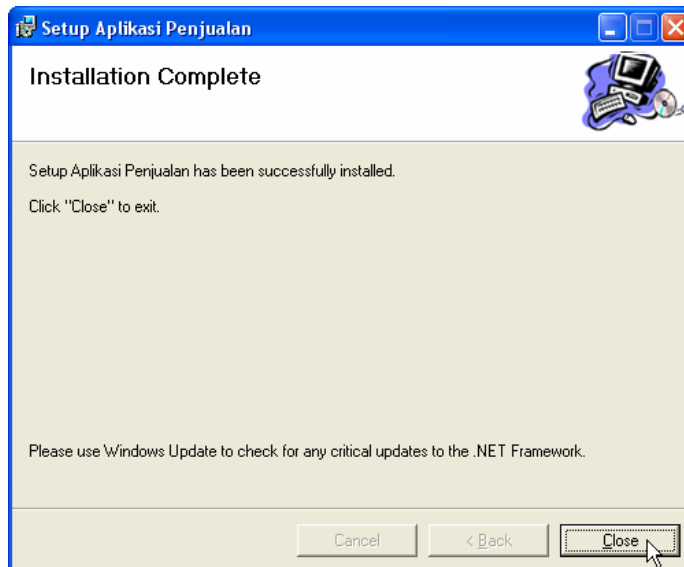 Setup Aplikasi Penjualan
Installation Complete
Setup Aplikasi Penjualan has been successfully installed.
Click "Close" to exit.
Please use Windows Update to check for any critical updates to the .NET Framework.
Cancel
< Back
Close